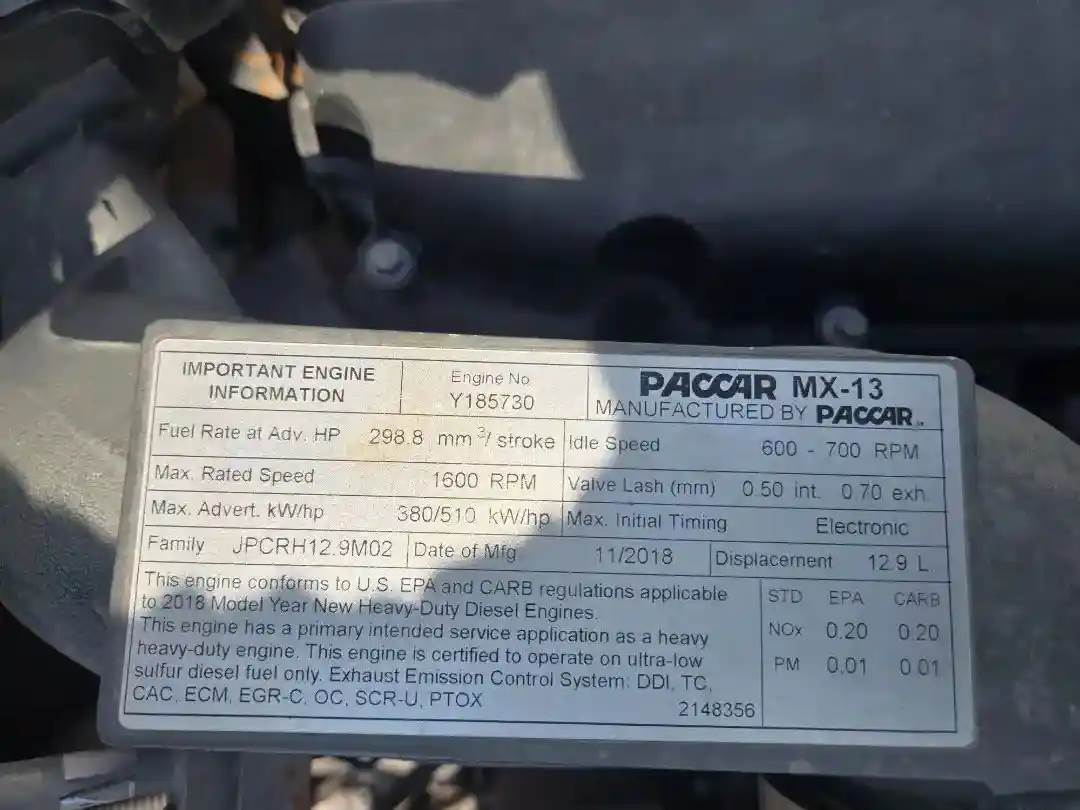 IMPORTANT ENGINE
INFORMATION
Engine No
Y185730
PACCAR MX-13
MANUFACTURED BY PACCAR
Fuel Rate at Adv. HP 298.8 mm³/ stroke
Idle Speed 600 - 700 RPM
Max. Rated Speed 1600 RPM
Valve Lash (mm) 0.50 int. 0.70 exh.
Max. Advert. kW/hp 380/510 kW/hp
Max. Initial Timing Electronic
Family JPCRH12.9M02
Date of Mfg 11/2018
Displacement 12.9 L
This engine conforms to U.S. EPA and CARB regulations applicable
to 2018 Model Year New Heavy-Duty Diesel Engines.
This engine has a primary intended service application as a heavy
heavy-duty engine. This engine is certified to operate on ultra-low
sulfur diesel fuel only. Exhaust Emission Control System: DDI, TC,
CAC, ECM, EGR-C, OC, SCR-U, PTOX
2148356
STD EPA CARB
NOx 0.20 0.20
PM 0.01 0.01